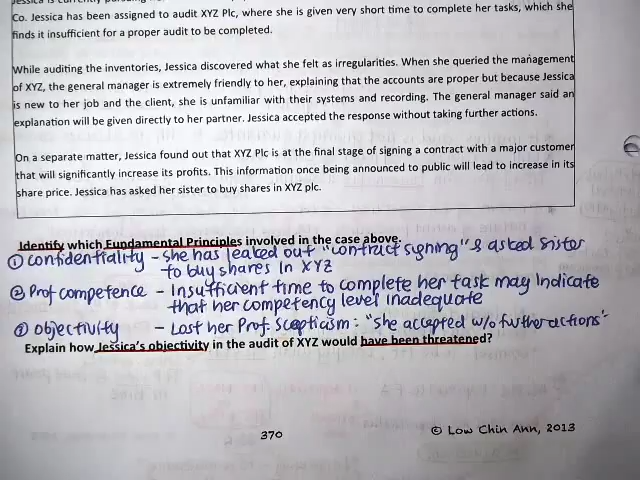 Jessica is currently
Co. Jessica has been assigned to audit XYZ Plc, where she is given very short time to complete her tasks, which she
finds it insufficient for a proper audit to be completed.
While auditing the inventories, Jessica discovered what she felt as irregularities. When she queried the management
of XYZ, the general manager is extremely friendly to her, explaining that the accounts are proper but because Jessica
is new to her job and the client, she is unfamiliar with their systems and recording. The general manager said an
explanation will be given directly to her partner. Jessica accepted the response without taking further actions.
On a separate matter, Jessica found out that XYZ Plc is at the final stage of signing a contract with a major customer
that will significantly increase its profits. This information once being announced to public will lead to increase in its
share price. Jessica has asked her sister to buy shares in XYZ plc.
Identify which Fundamental Principles involved in the case above.
① Confidentiality - she has leaked out "contract signing" & asked sister
to buy shares in XYZ
② Prof competence - Insufficient time to complete her task may indicate
that her competency level inadequate
③ Objectivity - Lost her Prof. Scepticism: "she accepted w/o further actions"
Explain how Jessica's objectivity in the audit of XYZ would have been threatened?
370
© Low Chin Ann, 2013